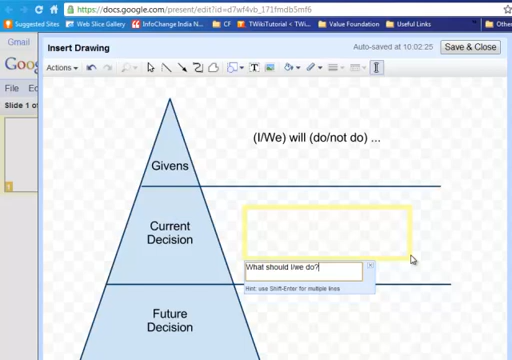 https://docs.google.com/present/edit?id=d7wf4vb_171fmdb5mf6
Suggested Sites
Web Slice Gallery
InfoChange India N...
CF
TWikiTutorial < TWi...
Value Foundation
Useful Links
Gmail
Insert Drawing
Auto-saved at 10.02.25
Save & Close
Actions
File
Slide 1 of
1
(I/We) will (do/not do) ...
Givens
Current
Decision
What should I/we do?
Hint: use Shift-Enter for multiple lines
Future
Decision